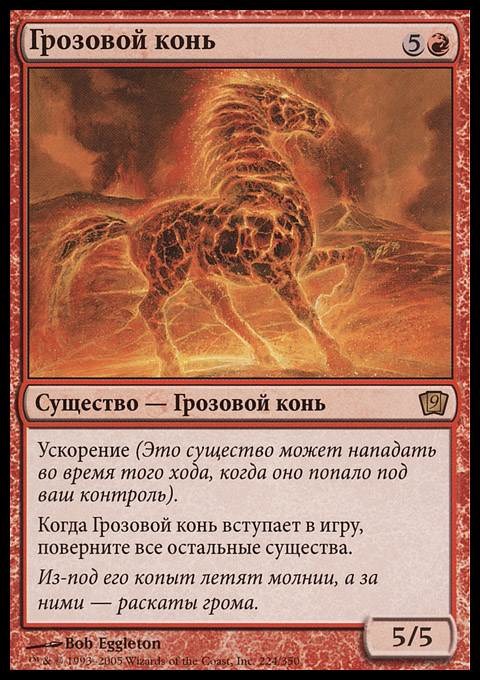 Грозовой конь 5
Существо — Грозовой конь 9
Ускорение (Это существо может нападать
во время того хода, когда оно попало под
ваш контроль).
Когда Грозовой конь вступает в игру,
поверните все остальные существа.
Из-под его копыт летят молнии, а за
ними — раскаты грома.
5/5
Bob Eggleton
™ & © 1993–2005 Wizards of the Coast, Inc. 224/350